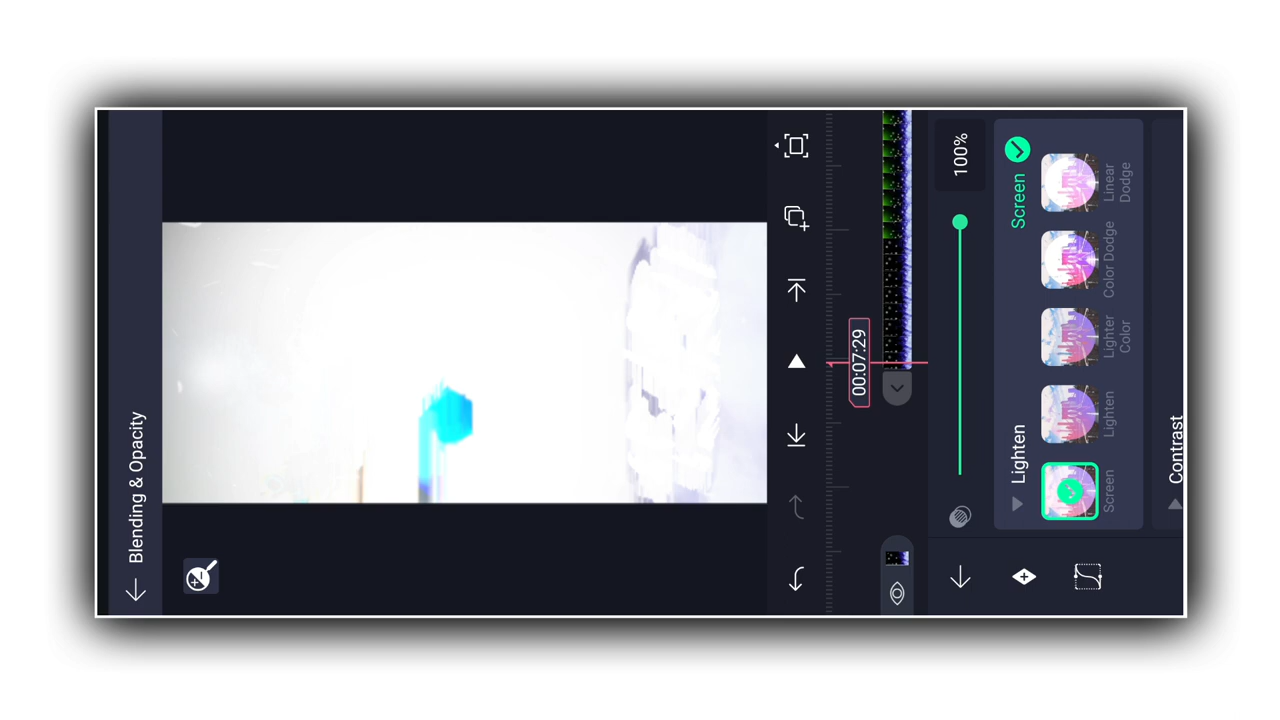 Blending & Opacity
00:07:29
100%
Lighten
Screen
Screen
Lighten
Lighter
Color
Color Dodge
Linear
Dodge
Contrast